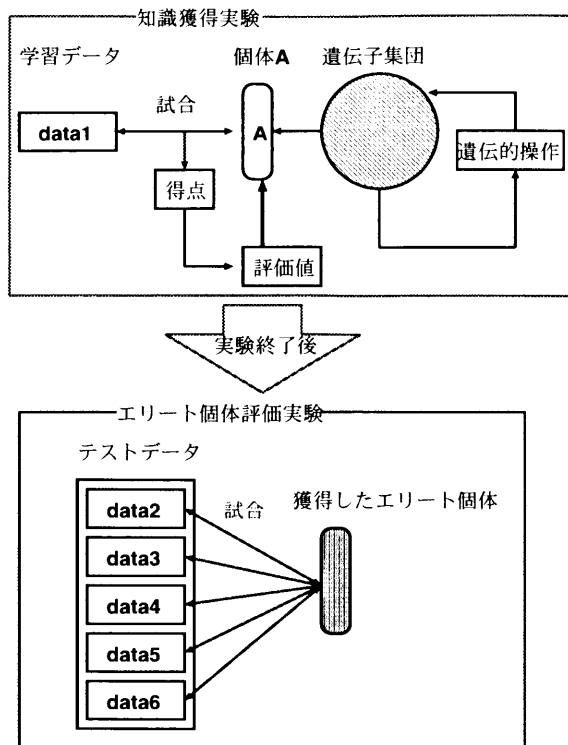 知識獲得実験
学習データ
個体A
遺伝子集団
試合
data1
A
遺伝的操作
得点
評価値
実験終了後
エリート個体評価実験
テストデータ
data2
試合
獲得したエリート個体
data3
data4
data5
data6